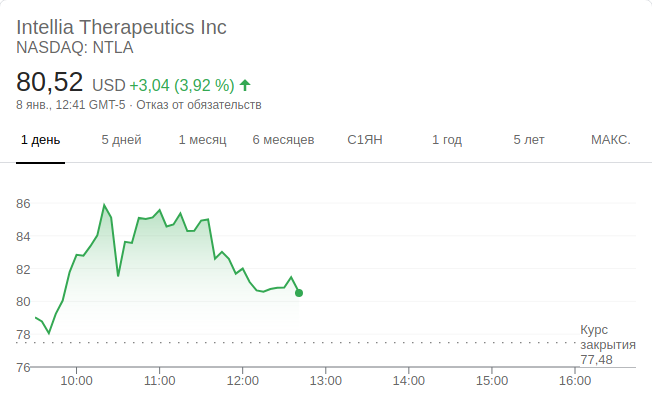 Intellia Therapeutics Inc
NASDAQ: NTLA
80,52 USD +3,04 (3,92 %)
8 янв., 12:41 GMT-5 · Отказ от обязательств
1 день 5 дней 1 месяц 6 месяцев С1ЯН 1 год 5 лет МАКС.
86
84
82
80
78
76
Курс
закрытия
77,48
10:00 11:00 12:00 13:00 14:00 15:00 16:00